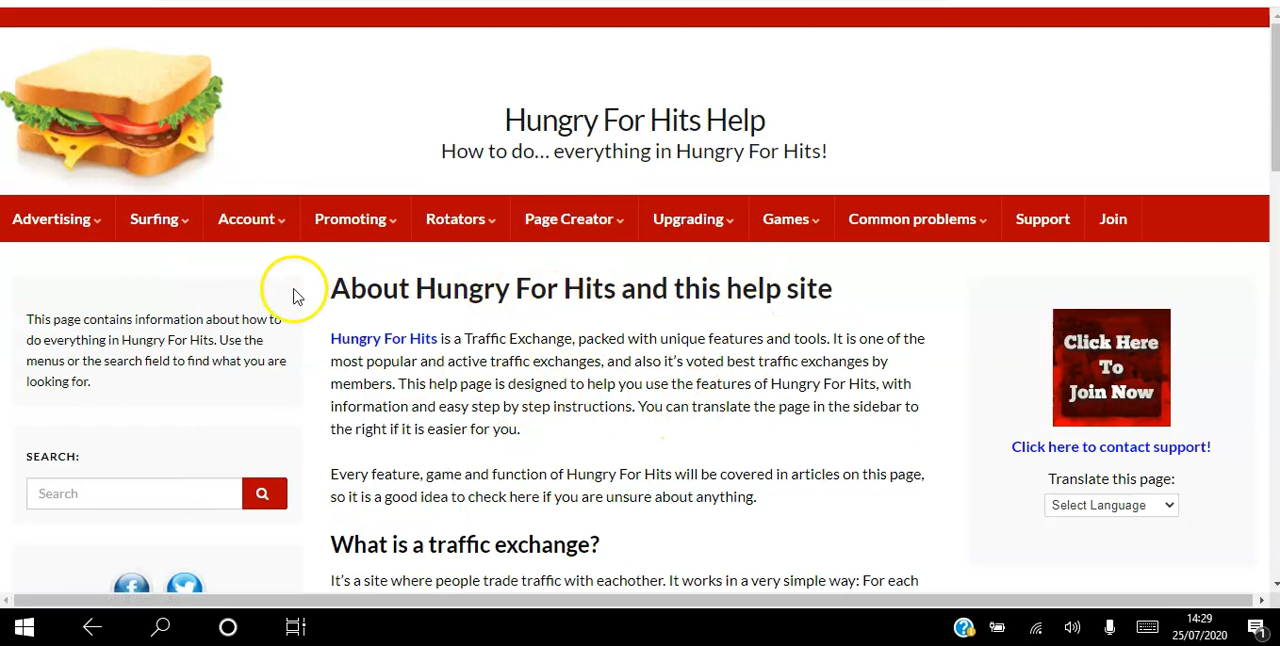 Hungry For Hits Help
How to do... everything in Hungry For Hits!
Advertising Surfing Account Promoting Rotators Page Creator Upgrading Games Common problems Support Join
This page contains information about how to
do everything in Hungry For Hits. Use the
menus or the search field to find what you are
looking for.
SEARCH:
Search
About Hungry For Hits and this help site
Hungry For Hits is a Traffic Exchange, packed with unique features and tools. It is one of the
most popular and active traffic exchanges, and also it's voted best traffic exchanges by
members. This help page is designed to help you use the features of Hungry For Hits, with
information and easy step by step instructions. You can translate the page in the sidebar to
the right if it is easier for you.
Every feature, game and function of Hungry For Hits will be covered in articles on this page,
so it is a good idea to check here if you are unsure about anything.
What is a traffic exchange?
It's a site where people trade traffic with eachother. It works in a very simple way: For each
Click Here
To
Join Now
Click here to contact support!
Translate this page:
Select Language
14:29
25/07/2020
1